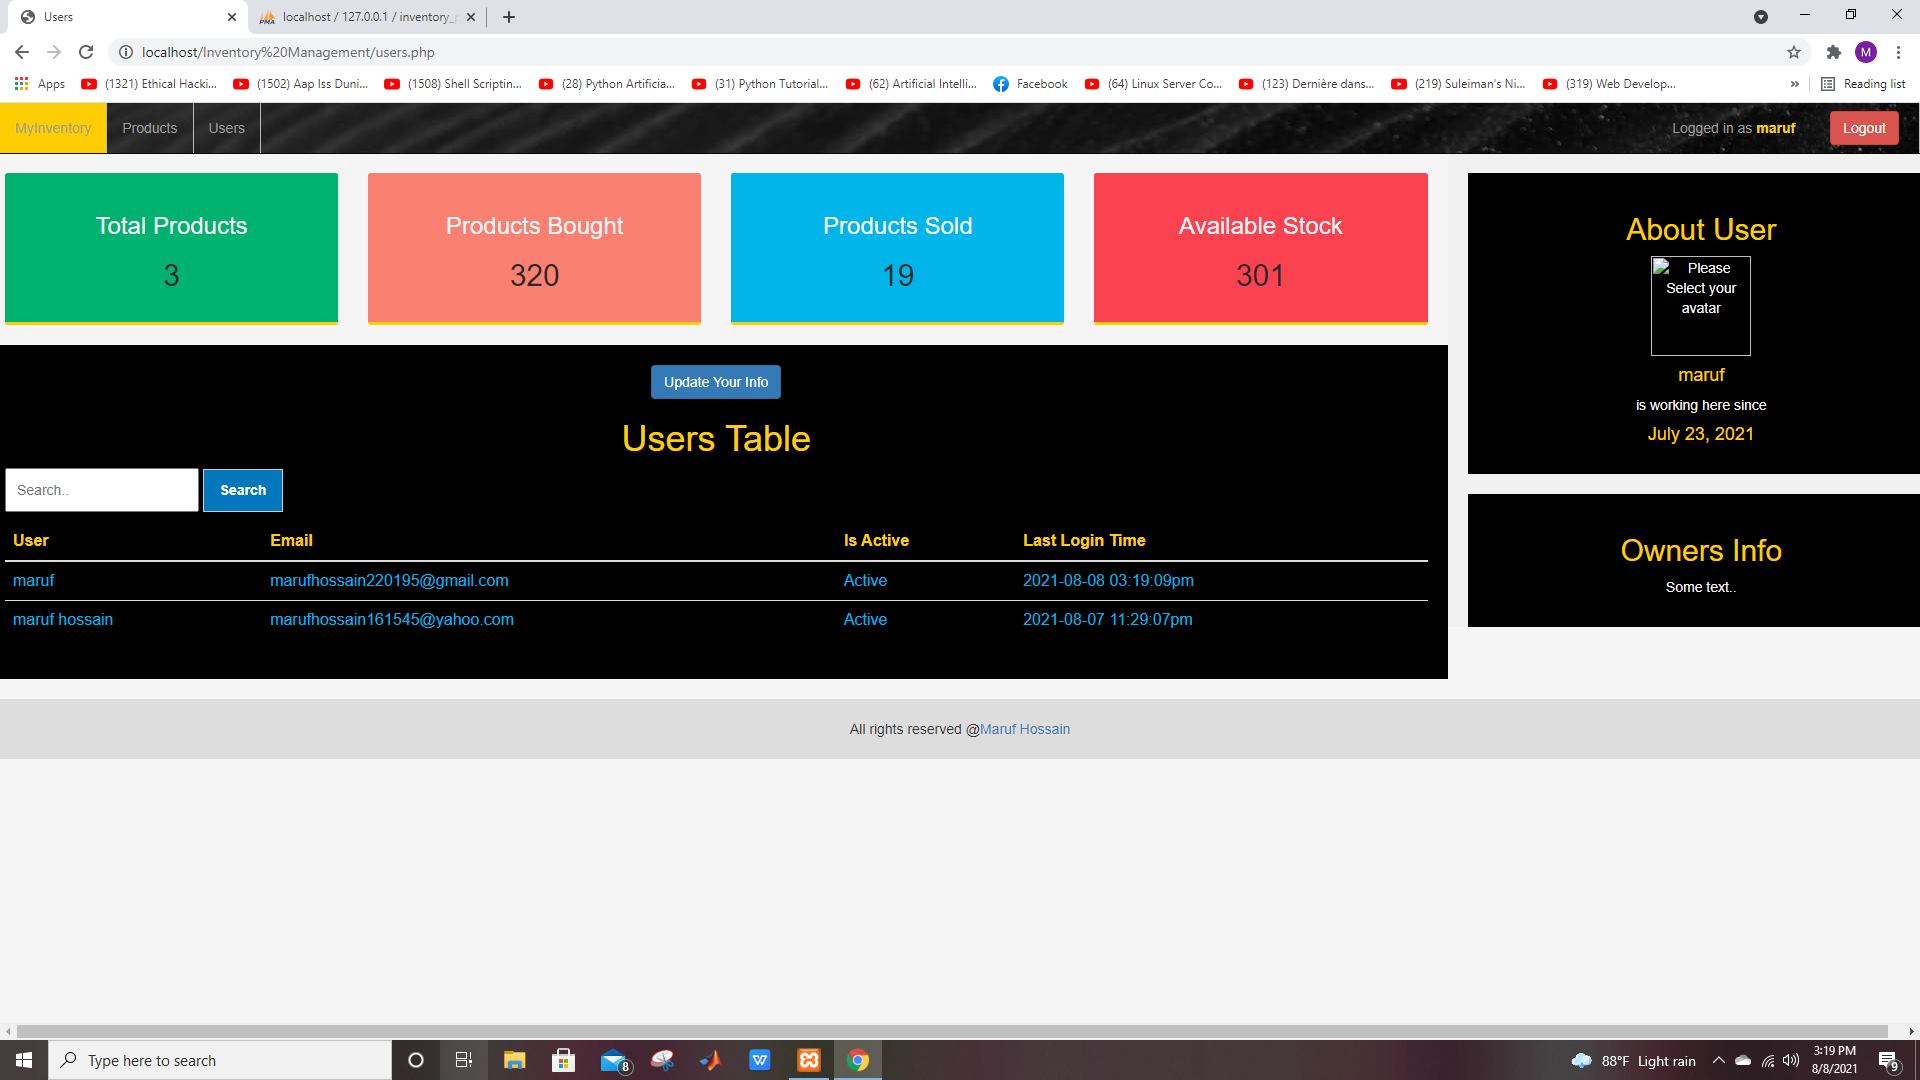 Users
localhost / 127.0.0.1 / inventory_
localhost/Inventory%20Management/users.php
M
Apps
(1321) Ethical Hacki...
(1502) Aap Iss Duni...
(1508) Shell Scriptin...
(28) Python Artificia...
(31) Python Tutorial...
(62) Artificial Intelli...
Facebook
(64) Linux Server Co...
(123) Dernière dans...
(219) Suleiman's Ni...
(319) Web Develop...
»
Reading list
MyInventory
Products
Users
Logged in as maruf
Logout
Total Products
3
Products Bought
320
Products Sold
19
Available Stock
301
About User
Please
Select your
avatar
maruf
is working here since
July 23, 2021
Update Your Info
Users Table
Search..
Search
User Email Is Active Last Login Time
maruf marufhossain220195@gmail.com Active 2021-08-08 03:19:09pm
maruf hossain marufhossain161545@yahoo.com Active 2021-08-07 11:29:07pm
Owners Info
Some text..
All rights reserved @Maruf Hossain
Type here to search
8
88°F Light rain
3:19 PM
8/8/2021
9